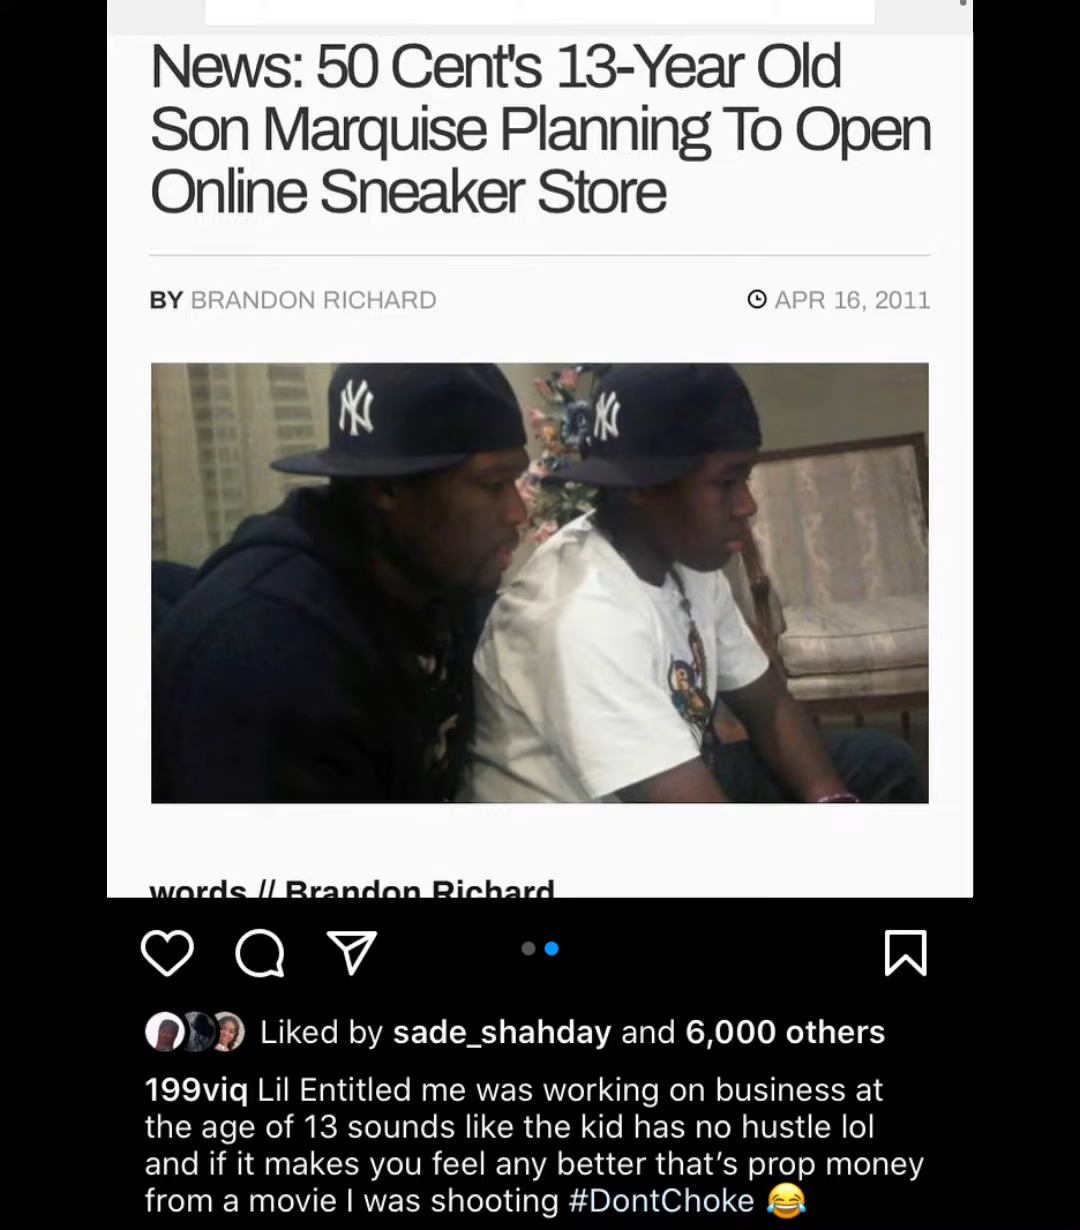 News: 50 Cent's 13-Year Old
Son Marquise Planning To Open
Online Sneaker Store
BY BRANDON RICHARD
APR 16, 2011
NY
NY
words // Brandon Richard
Liked by sade_shahday and 6,000 others
199viq Lil Entitled me was working on business at
the age of 13 sounds like the kid has no hustle lol
and if it makes you feel any better that’s prop money
from a movie I was shooting #DontChoke 😂